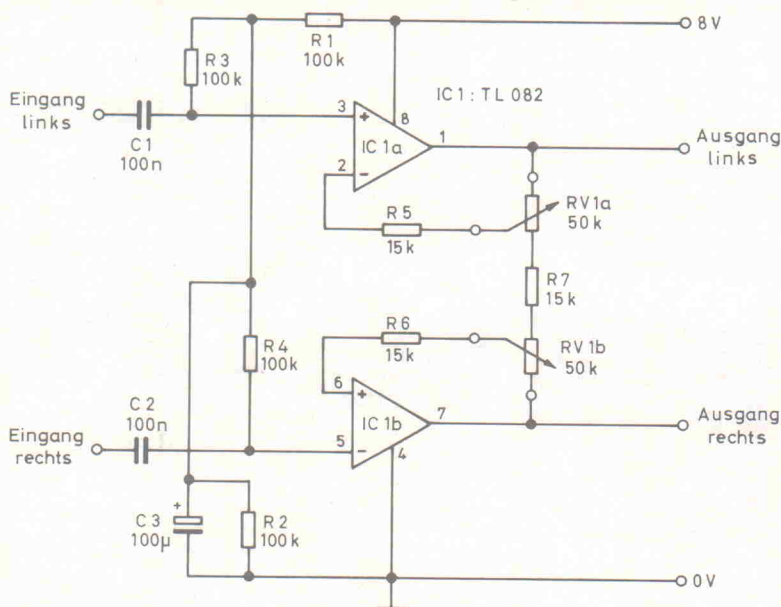 R1
100k
8V
R3
100k
Eingang
links
C1
100n
3
+
8
IC1: TL 082
IC 1a
1
Ausgang
links
2
−
R5
15k
RV1a
50k
R7
15k
R4
100k
R6
15k
RV 1b
50k
6
+
C2
100n
Eingang
rechts
IC 1b
7
Ausgang
rechts
5
−
4
+
C3
100µ
R2
100k
0V